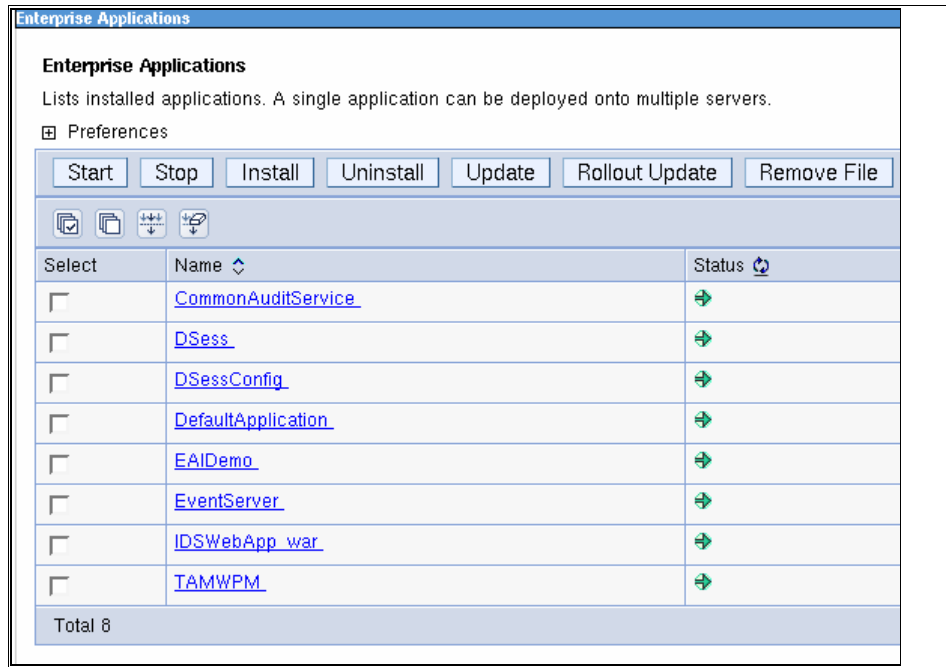 Enterprise Applications
Enterprise Applications
Lists installed applications. A single application can be deployed onto multiple servers.
Preferences
Start Stop Install Uninstall Update Rollout Update Remove File
Select Name Status
CommonAuditService
DSess
DSessConfig
DefaultApplication
EAIDemo
EventServer
IDSWebApp_war
TAMWPM
Total 8